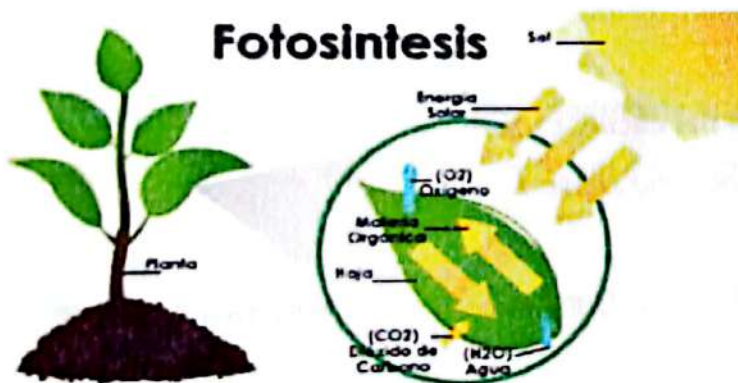 Fotosintesis
Sol
Energia
Solar
(O2)
Oxigeno
Materia
Organica
Hoja
Planta
(CO2)
Dioxido de
Carbono
(H2O)
Agua